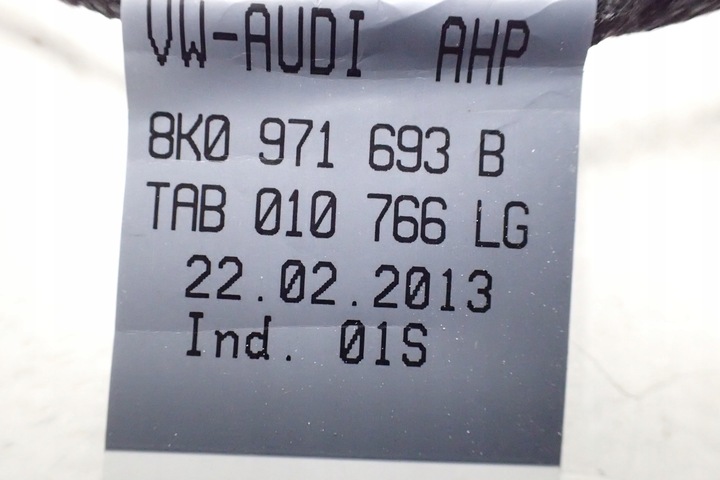 VW-AUDI AHP
8K0 971 693 B
TAB 010 766 LG
22.02.2013
Ind. 01S